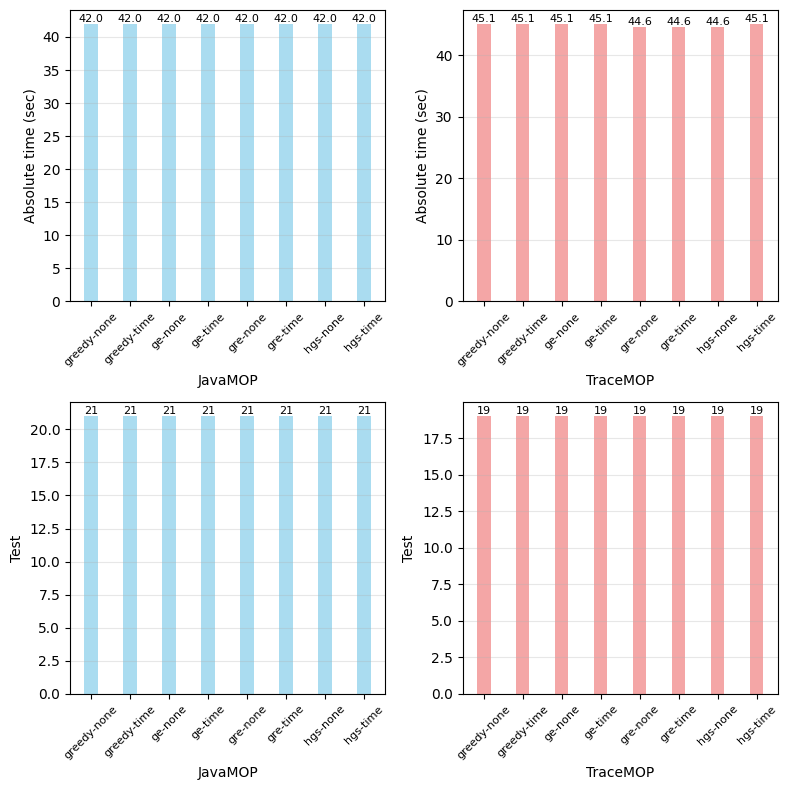 42.0 42.0 42.0 42.0 42.0 42.0 42.0 42.0
40
35
30
25
20
15
10
5
0
Absolute time (sec)
greedy-none greedy-time ge-none ge-time gre-none gre-time hgs-none hgs-time
JavaMOP
45.1 45.1 45.1 45.1 44.6 44.6 44.6 45.1
40
30
20
10
0
Absolute time (sec)
greedy-none greedy-time ge-none ge-time gre-none gre-time hgs-none hgs-time
TraceMOP
21 21 21 21 21 21 21 21
20.0
17.5
15.0
12.5
10.0
7.5
5.0
2.5
0.0
Test
greedy-none greedy-time ge-none ge-time gre-none gre-time hgs-none hgs-time
JavaMOP
19 19 19 19 19 19 19 19
17.5
15.0
12.5
10.0
7.5
5.0
2.5
0.0
Test
greedy-none greedy-time ge-none ge-time gre-none gre-time hgs-none hgs-time
TraceMOP